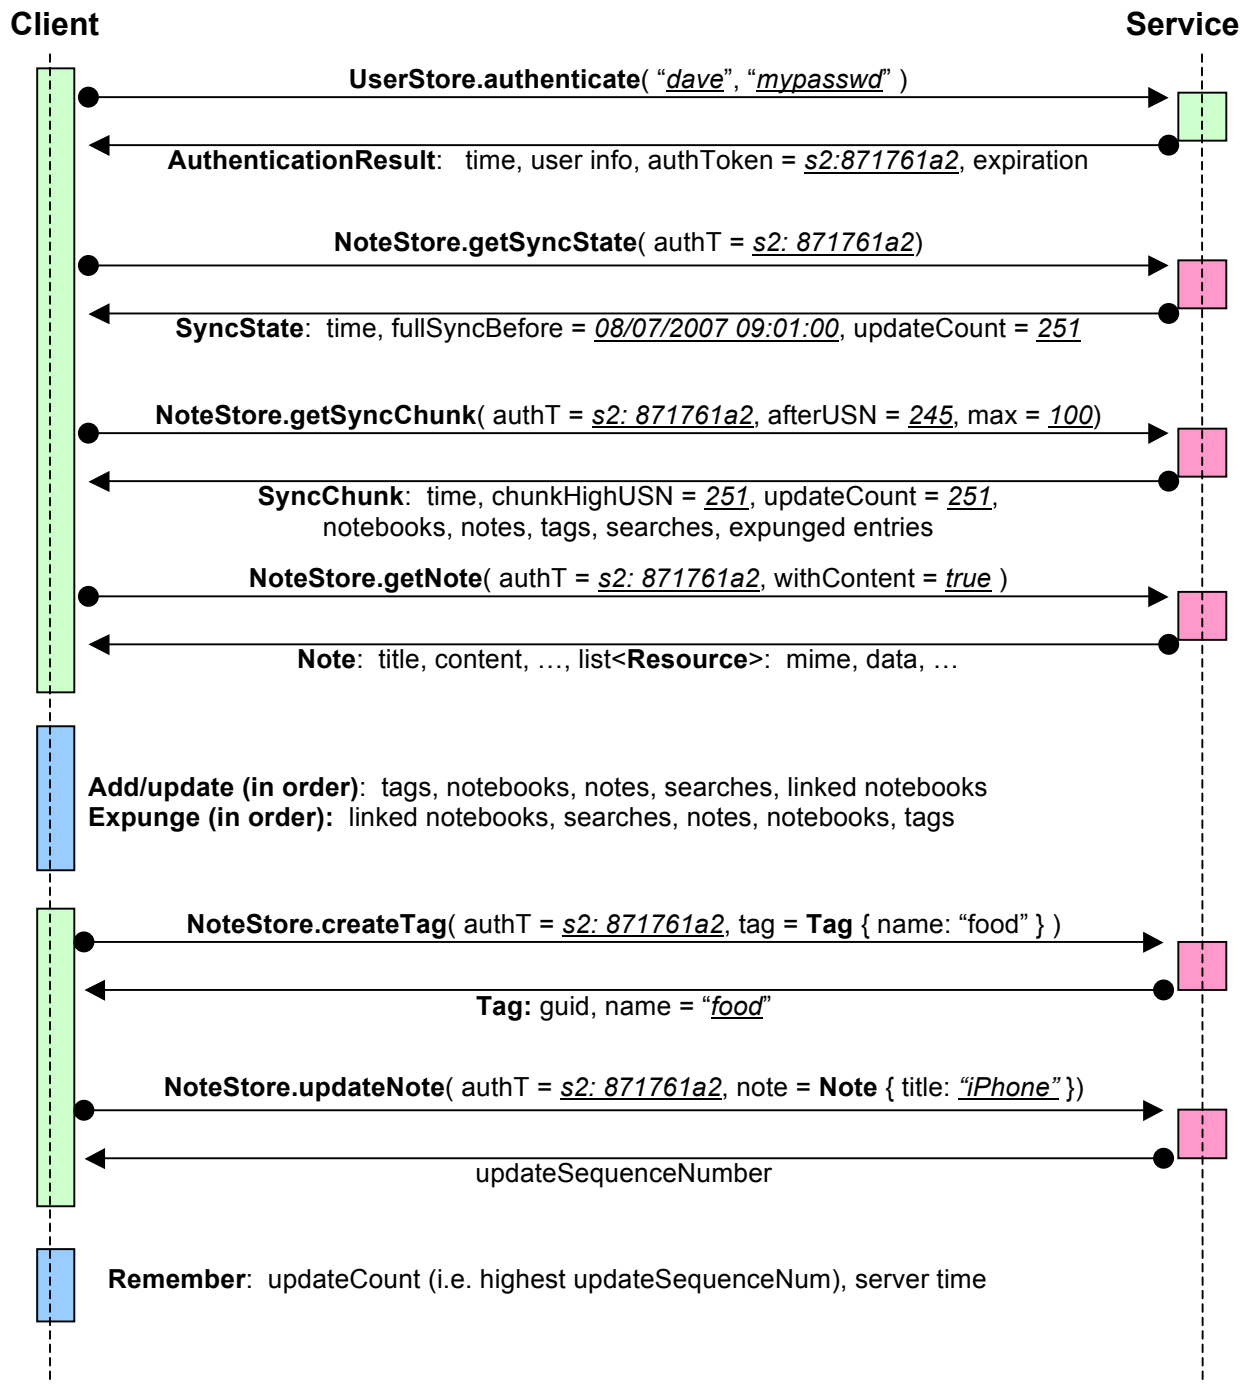 Client
Service
UserStore.authenticate( “dave”, “mypasswd” )
AuthenticationResult:  time, user info, authToken = s2:871761a2, expiration
NoteStore.getSyncState( authT = s2: 871761a2)
SyncState:  time, fullSyncBefore = 08/07/2007 09:01:00, updateCount = 251
NoteStore.getSyncChunk( authT = s2: 871761a2, afterUSN = 245, max = 100)
SyncChunk:  time, chunkHighUSN = 251, updateCount = 251,
notebooks, notes, tags, searches, expunged entries
NoteStore.getNote( authT = s2: 871761a2, withContent = true )
Note:  title, content, …, list<Resource>:  mime, data, …
Add/update (in order):  tags, notebooks, notes, searches, linked notebooks
Expunge (in order):  linked notebooks, searches, notes, notebooks, tags
NoteStore.createTag( authT = s2: 871761a2, tag = Tag { name: “food” } )
Tag: guid, name = “food”
NoteStore.updateNote( authT = s2: 871761a2, note = Note { title: “iPhone” })
updateSequenceNumber
Remember:  updateCount (i.e. highest updateSequenceNum), server time